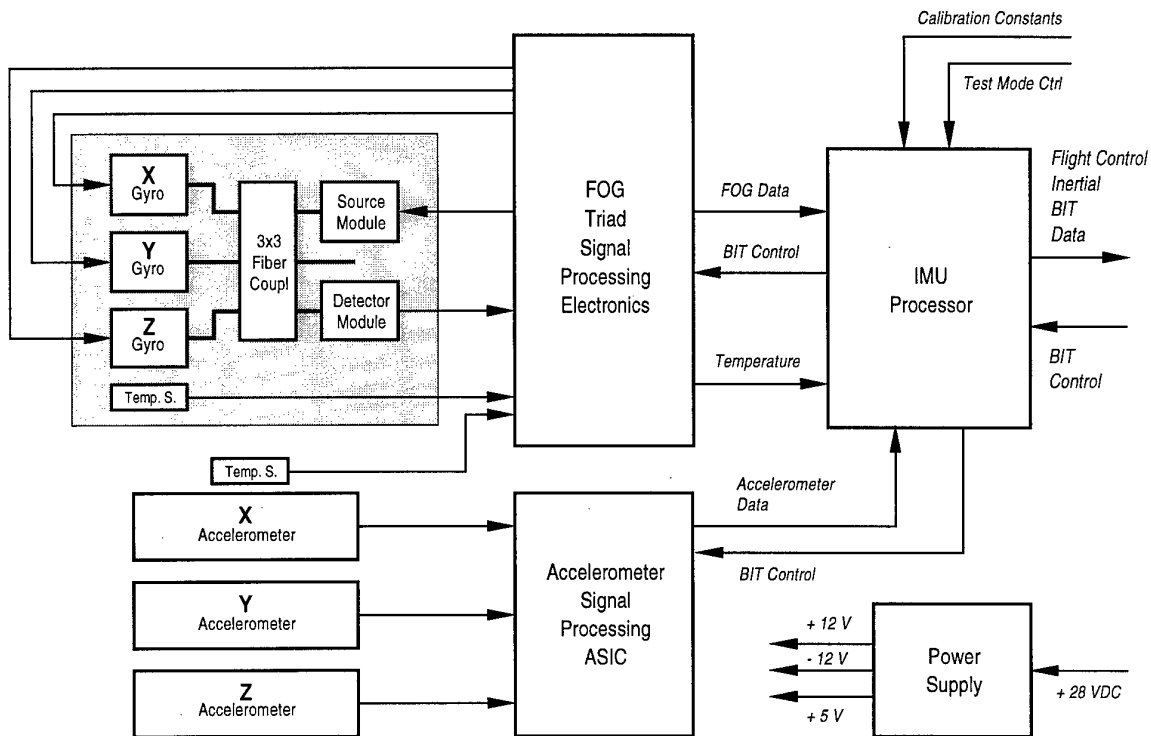 Calibration Constants
Test Mode Ctrl
X
Gyro
Y
Gyro
Z
Gyro
Temp. S.
3x3
Fiber
Coupl
Source
Module
Detector
Module
Temp. S.
FOG
Triad
Signal
Processing
Electronics
FOG Data
BIT Control
Temperature
IMU
Processor
Flight Control
Inertial
BIT
Data
BIT
Control
X
Accelerometer
Y
Accelerometer
Z
Accelerometer
Accelerometer
Signal
Processing
ASIC
Accelerometer
Data
BIT Control
+ 12 V
- 12 V
+ 5 V
Power
Supply
+ 28 VDC